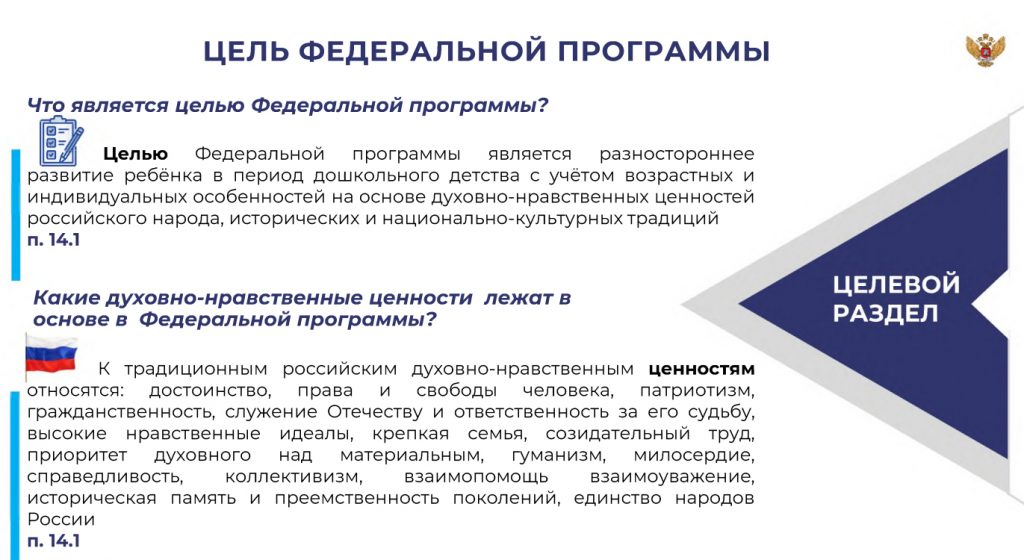 ЦЕЛЬ ФЕДЕРАЛЬНОЙ ПРОГРАММЫ
Что является целью Федеральной программы?
Целью Федеральной программы является разностороннее
развитие ребёнка в период дошкольного детства с учётом возрастных и
индивидуальных особенностей на основе духовно-нравственных ценностей
российского народа, исторических и национально-культурных традиций
п. 14.1
Какие духовно-нравственные ценности лежат в
основе в Федеральной программы?
К традиционным российским духовно-нравственным ценностям
относятся: достоинство, права и свободы человека, патриотизм,
гражданственность, служение Отечеству и ответственность за его судьбу,
высокие нравственные идеалы, крепкая семья, созидательный труд,
приоритет духовного над материальным, гуманизм, милосердие,
справедливость, коллективизм, взаимопомощь взаимоуважение,
историческая память и преемственность поколений, единство народов
России
п. 14.1
ЦЕЛЕВОЙ
РАЗДЕЛ